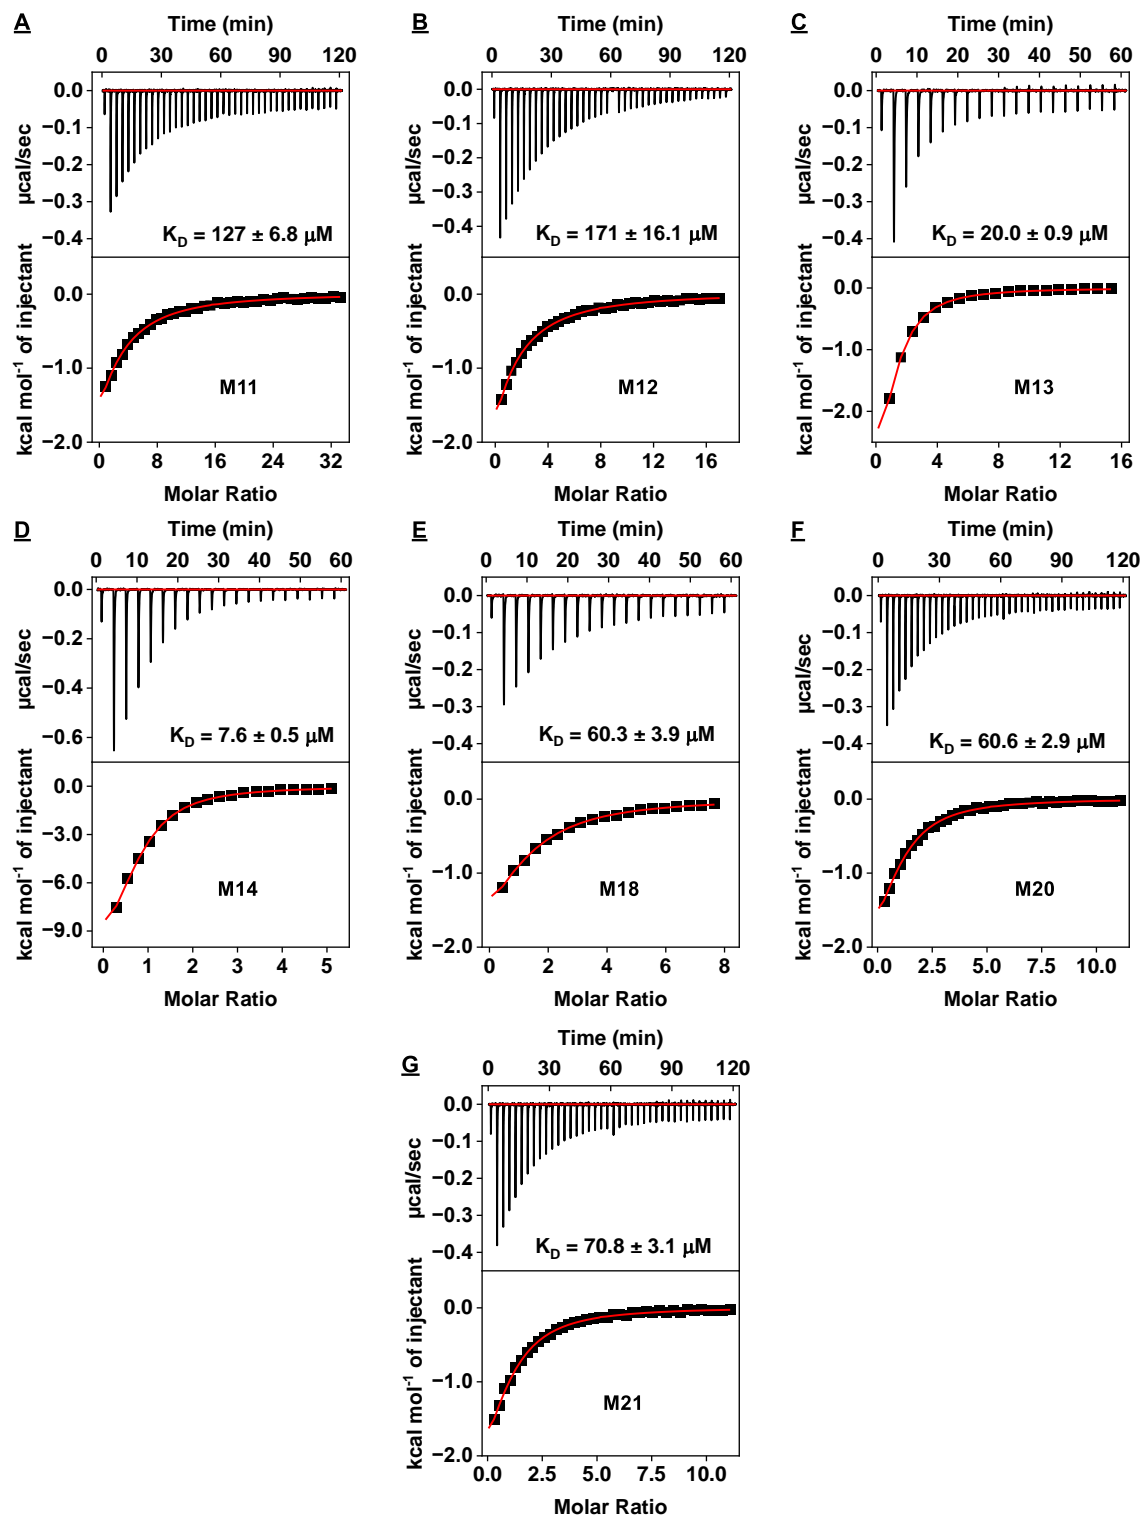 A
Time (min)
0 30 60 90 120
0.0
−0.1
−0.2
−0.3
−0.4
µcal/sec
K_D = 127 ± 6.8 µM
0.0
−1.0
−2.0
kcal mol⁻¹ of injectant
M11
0 8 16 24 32
Molar Ratio
B
Time (min)
0 30 60 90 120
0.0
−0.1
−0.2
−0.3
−0.4
µcal/sec
K_D = 171 ± 16.1 µM
0.0
−1.0
−2.0
kcal mol⁻¹ of injectant
M12
0 4 8 12 16
Molar Ratio
C
Time (min)
0 10 20 30 40 50 60
0.0
−0.1
−0.2
−0.3
−0.4
µcal/sec
K_D = 20.0 ± 0.9 µM
0.0
−1.0
−2.0
kcal mol⁻¹ of injectant
M13
0 4 8 12 16
Molar Ratio
D
Time (min)
0 10 20 30 40 50 60
0.0
−0.2
−0.4
−0.6
µcal/sec
K_D = 7.6 ± 0.5 µM
0.0
−3.0
−6.0
−9.0
kcal mol⁻¹ of injectant
M14
0 1 2 3 4 5
Molar Ratio
E
Time (min)
0 10 20 30 40 50 60
0.0
−0.1
−0.2
−0.3
−0.4
µcal/sec
K_D = 60.3 ± 3.9 µM
0.0
−1.0
−2.0
kcal mol⁻¹ of injectant
M18
0 2 4 6 8
Molar Ratio
F
Time (min)
0 30 60 90 120
0.0
−0.1
−0.2
−0.3
−0.4
µcal/sec
K_D = 60.6 ± 2.9 µM
0.0
−1.0
−2.0
kcal mol⁻¹ of injectant
M20
0.0 2.5 5.0 7.5 10.0
Molar Ratio
G
Time (min)
0 30 60 90 120
0.0
−0.1
−0.2
−0.3
−0.4
µcal/sec
K_D = 70.8 ± 3.1 µM
0.0
−1.0
−2.0
kcal mol⁻¹ of injectant
M21
0.0 2.5 5.0 7.5 10.0
Molar Ratio